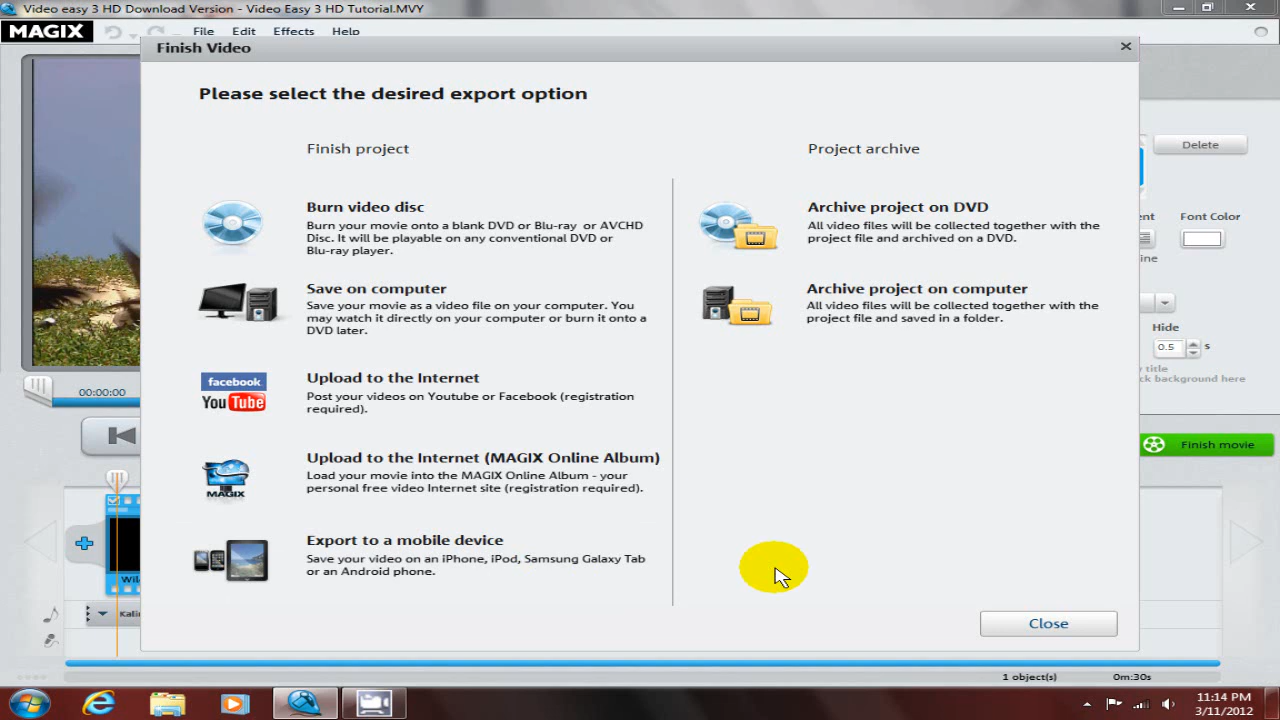 Video easy 3 HD Download Version - Video Easy 3 HD Tutorial.MVY
MAGIX
File Edit Effects Help
Finish Video
Please select the desired export option
Finish project
Burn video disc
Burn your movie onto a blank DVD or Blu-ray or AVCHD
Disc. It will be playable on any conventional DVD or
Blu-ray player.
Save on computer
Save your movie as a video file on your computer. You
may watch it directly on your computer or burn it onto a
DVD later.
facebook
YouTube
Upload to the Internet
Post your videos on Youtube or Facebook (registration
required).
MAGIX
Upload to the Internet (MAGIX Online Album)
Load your movie into the MAGIX Online Album - your
personal free video Internet site (registration required).
Export to a mobile device
Save your video on an iPhone, iPod, Samsung Galaxy Tab
or an Android phone.
Project archive
Archive project on DVD
All video files will be collected together with the
project file and archived on a DVD.
Archive project on computer
All video files will be collected together with the
project file and saved in a folder.
Close
Delete
ent Font Color
ine
Hide
0.5 s
title
ck background here
Finish movie
00:00:00
Wil
Kali
1 object(s) 0m:30s
11:14 PM
3/11/2012